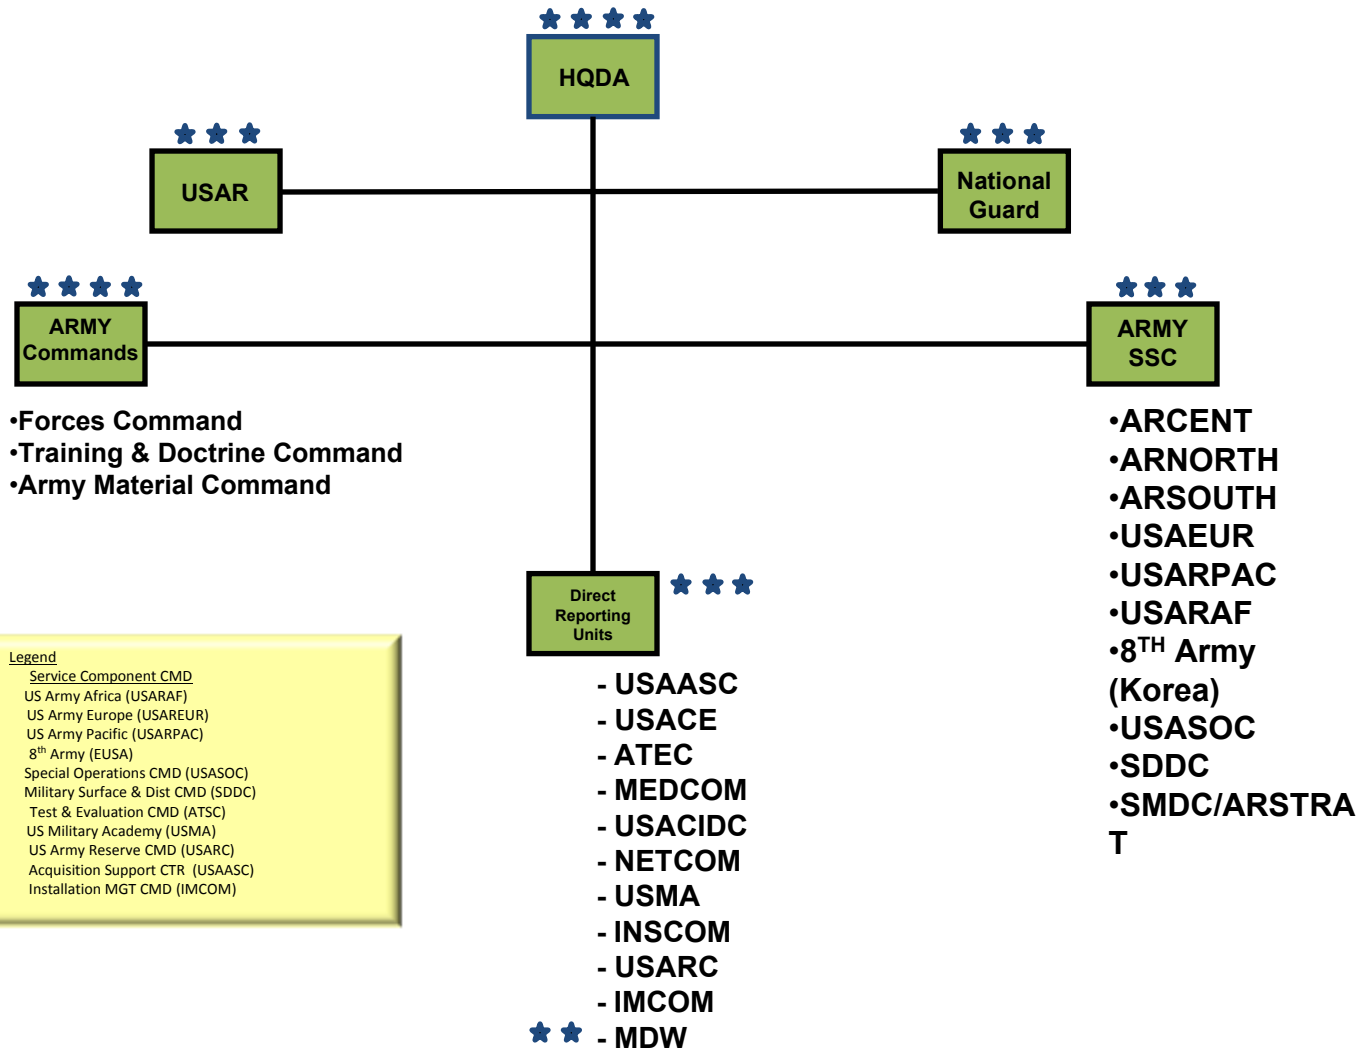 HQDA
USAR
National
Guard
ARMY
Commands
ARMY
SSC
•Forces Command
•Training & Doctrine Command
•Army Material Command
•ARCENT
•ARNORTH
•ARSOUTH
•USAEUR
•USARPAC
•USARAF
•8TH Army
(Korea)
•USASOC
•SDDC
•SMDC/ARSTRA
T
Direct
Reporting
Units
- USAASC
- USACE
- ATEC
- MEDCOM
- USACIDC
- NETCOM
- USMA
- INSCOM
- USARC
- IMCOM
- MDW
Legend
Service Component CMD
US Army Africa (USARAF)
US Army Europe (USAREUR)
US Army Pacific (USARPAC)
8th Army (EUSA)
Special Operations CMD (USASOC)
Military Surface & Dist CMD (SDDC)
Test & Evaluation CMD (ATSC)
US Military Academy (USMA)
US Army Reserve CMD (USARC)
Acquisition Support CTR (USAASC)
Installation MGT CMD (IMCOM)